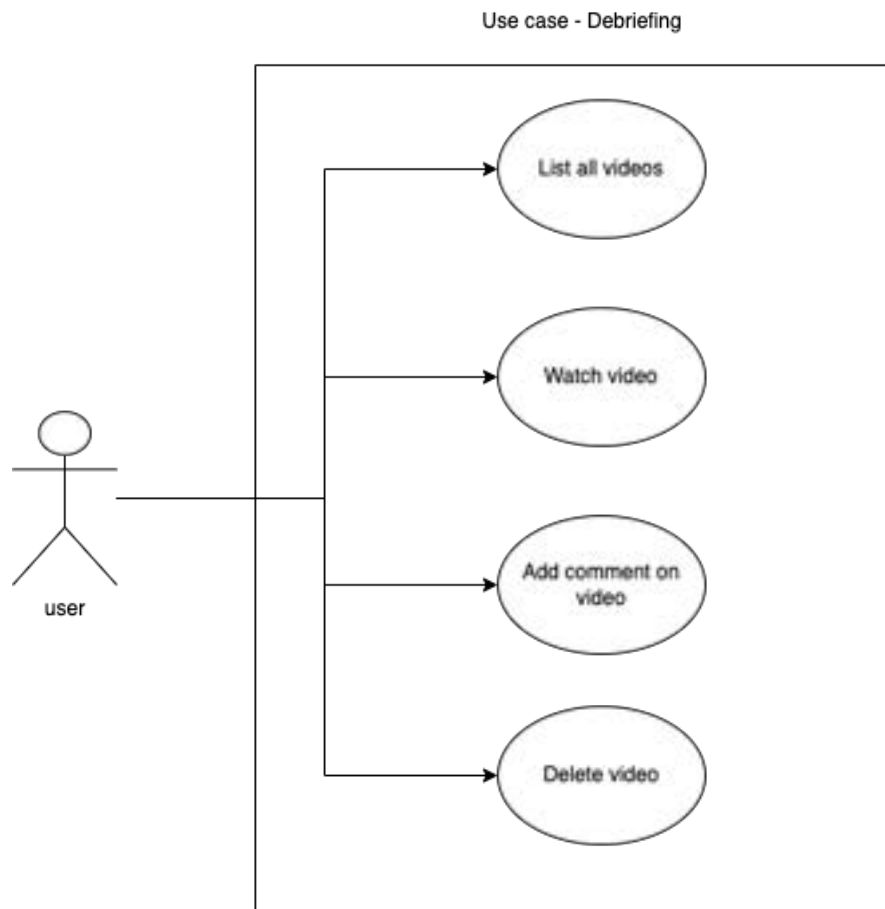 Use case - Debriefing
List all videos
Watch video
Add comment on
video
user
Delete video